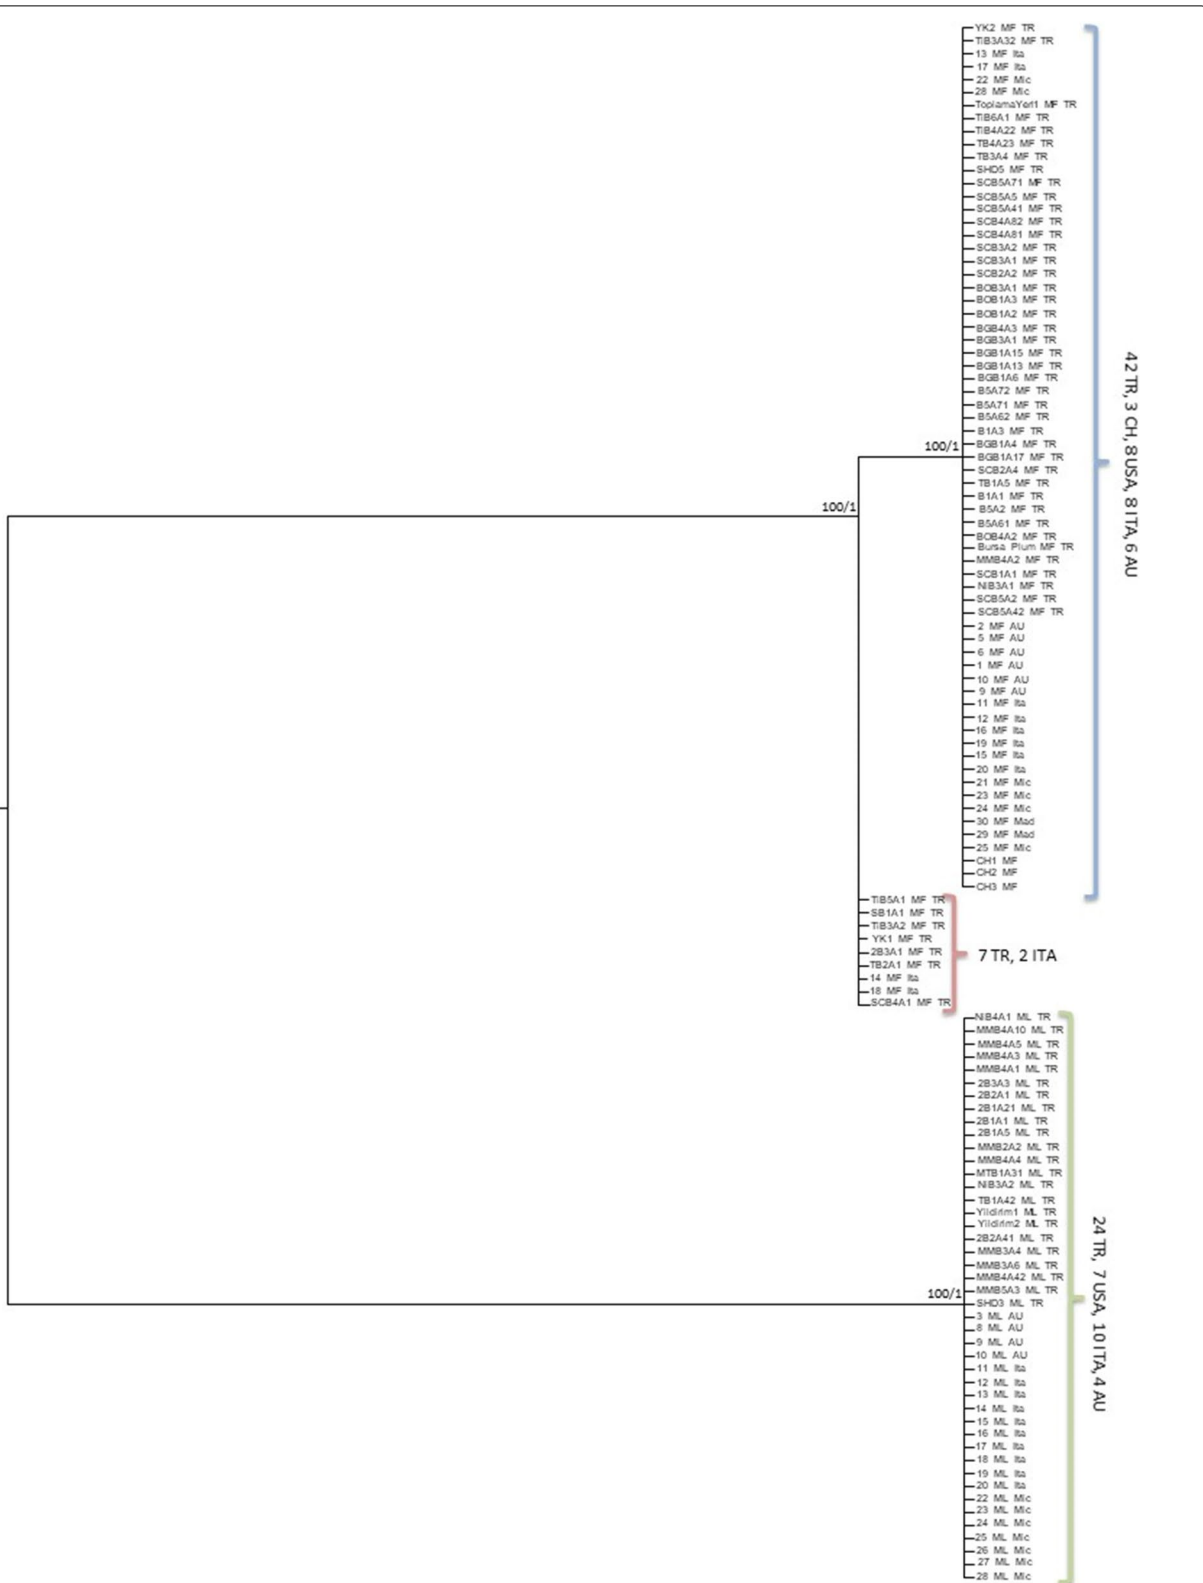 YK2 MF TR
TIB3A32 MF TR
13 MF Ita
17 MF Ita
22 MF Mic
28 MF Mic
ToplamaYeri1 MF TR
TIB6A1 MF TR
TIB4A22 MF TR
TB4A23 MF TR
TB3A4 MF TR
SHD5 MF TR
SCB5A71 MF TR
SCB5A5 MF TR
SCB5A41 MF TR
SCB4A82 MF TR
SCB4A81 MF TR
SCB3A2 MF TR
SCB3A1 MF TR
SCB2A2 MF TR
BOB3A1 MF TR
BOB1A3 MF TR
BOB1A2 MF TR
BGB4A3 MF TR
BGB3A1 MF TR
BGB1A15 MF TR
BGB1A13 MF TR
BGB1A6 MF TR
B5A72 MF TR
B5A71 MF TR
B5A62 MF TR
B1A3 MF TR
BGB1A4 MF TR
100/1
BGB1A17 MF TR
SCB2A4 MF TR
TB1A5 MF TR
B1A1 MF TR
100/1
B5A2 MF TR
B5A61 MF TR
BOB4A2 MF TR
Bursa Plum MF TR
MMB4A2 MF TR
SCB1A1 MF TR
NIB3A1 MF TR
SCB5A2 MF TR
SCB5A42 MF TR
2 MF AU
5 MF AU
6 MF AU
1 MF AU
10 MF AU
9 MF AU
11 MF Ita
12 MF Ita
16 MF Ita
19 MF Ita
15 MF Ita
20 MF Ita
21 MF Mic
23 MF Mic
24 MF Mic
30 MF Mad
29 MF Mad
25 MF Mic
CH1 MF
CH2 MF
CH3 MF
42 TR, 3 CH, 8 USA, 8 ITA, 6 AU
TIB5A1 MF TR
SB1A1 MF TR
TIB3A2 MF TR
YK1 MF TR
2B3A1 MF TR
TB2A1 MF TR
14 MF Ita
18 MF Ita
SCB4A1 MF TR
7 TR, 2 ITA
NIB4A1 ML TR
MMB4A10 ML TR
MMB4A5 ML TR
MMB4A3 ML TR
MMB4A1 ML TR
2B3A3 ML TR
2B2A1 ML TR
2B1A21 ML TR
2B1A1 ML TR
2B1A5 ML TR
MMB2A2 ML TR
MMB4A4 ML TR
MTB1A31 ML TR
NIB3A2 ML TR
TB1A42 ML TR
Yildirim1 ML TR
Yildirim2 ML TR
2B2A41 ML TR
MMB3A4 ML TR
MMB3A6 ML TR
MMB4A42 ML TR
MMB5A3 ML TR
100/1
SHD3 ML TR
3 ML AU
8 ML AU
9 ML AU
10 ML AU
11 ML Ita
12 ML Ita
13 ML Ita
14 ML Ita
15 ML Ita
16 ML Ita
17 ML Ita
18 ML Ita
19 ML Ita
20 ML Ita
22 ML Mic
23 ML Mic
24 ML Mic
25 ML Mic
26 ML Mic
27 ML Mic
28 ML Mic
24 TR, 7 USA, 10 ITA, 4 AU